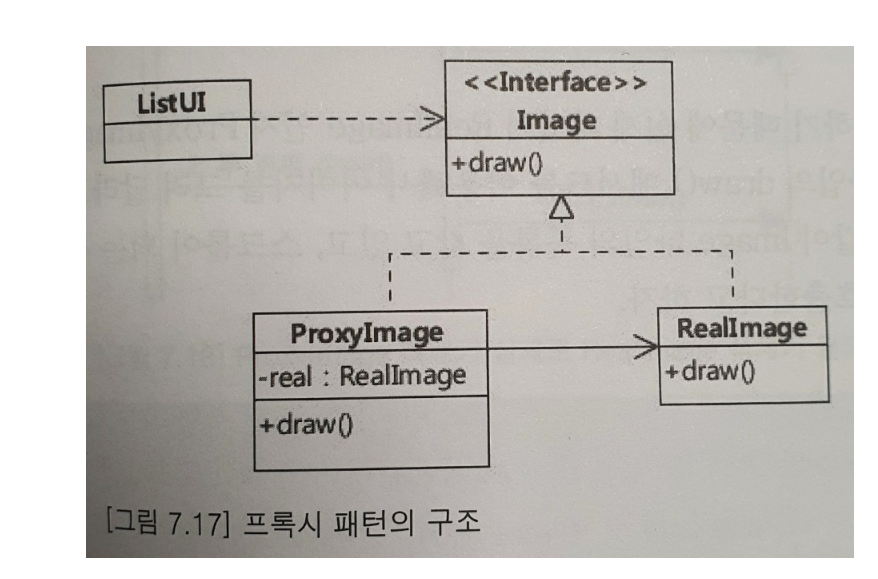 ListUI
<<Interface>>
Image
+draw()
ProxyImage
-real : RealImage
+draw()
RealImage
+draw()
[그림 7.17] 프록시 패턴의 구조